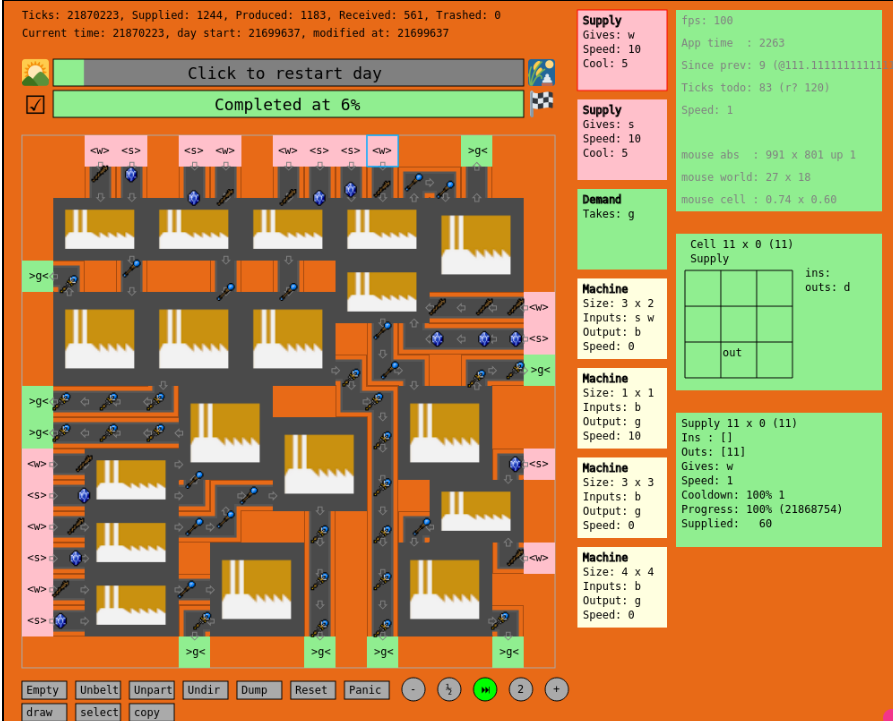 Ticks: 21870223, Supplied: 1244, Produced: 1183, Received: 561, Trashed: 0
Current time: 21870223, day start: 21699637, modified at: 21699637
Click to restart day
Completed at 6%
<w> <s> <s> <w> <w> <s> <s> <w> >g<
>g<
<w>
<s>
>g<
>g<
>g<
<w>
<s>
<s>
<w>
<w>
<s>
<w>
<s>
>g< >g< >g< >g<
Empty Unbelt Unpart Undir Dump Reset Panic - ½ ⏭ 2 +
draw select copy
Supply
Gives: w
Speed: 10
Cool: 5
Supply
Gives: s
Speed: 10
Cool: 5
Demand
Takes: g
Machine
Size: 3 x 2
Inputs: s w
Output: b
Speed: 0
Machine
Size: 1 x 1
Inputs: b
Output: g
Speed: 10
Machine
Size: 3 x 3
Inputs: b
Output: g
Speed: 0
Machine
Size: 4 x 4
Inputs: b
Output: g
Speed: 0
fps: 100
App time : 2263
Since prev: 9 (@111.11111111111
Ticks todo: 83 (r? 120)
Speed: 1
mouse abs : 991 x 801 up 1
mouse world: 27 x 18
mouse cell : 0.74 x 0.60
Cell 11 x 0 (11)
Supply
ins:
outs: d
out
Supply 11 x 0 (11)
Ins : []
Outs: [11]
Gives: w
Speed: 1
Cooldown: 100% 1
Progress: 100% (21868754)
Supplied: 60